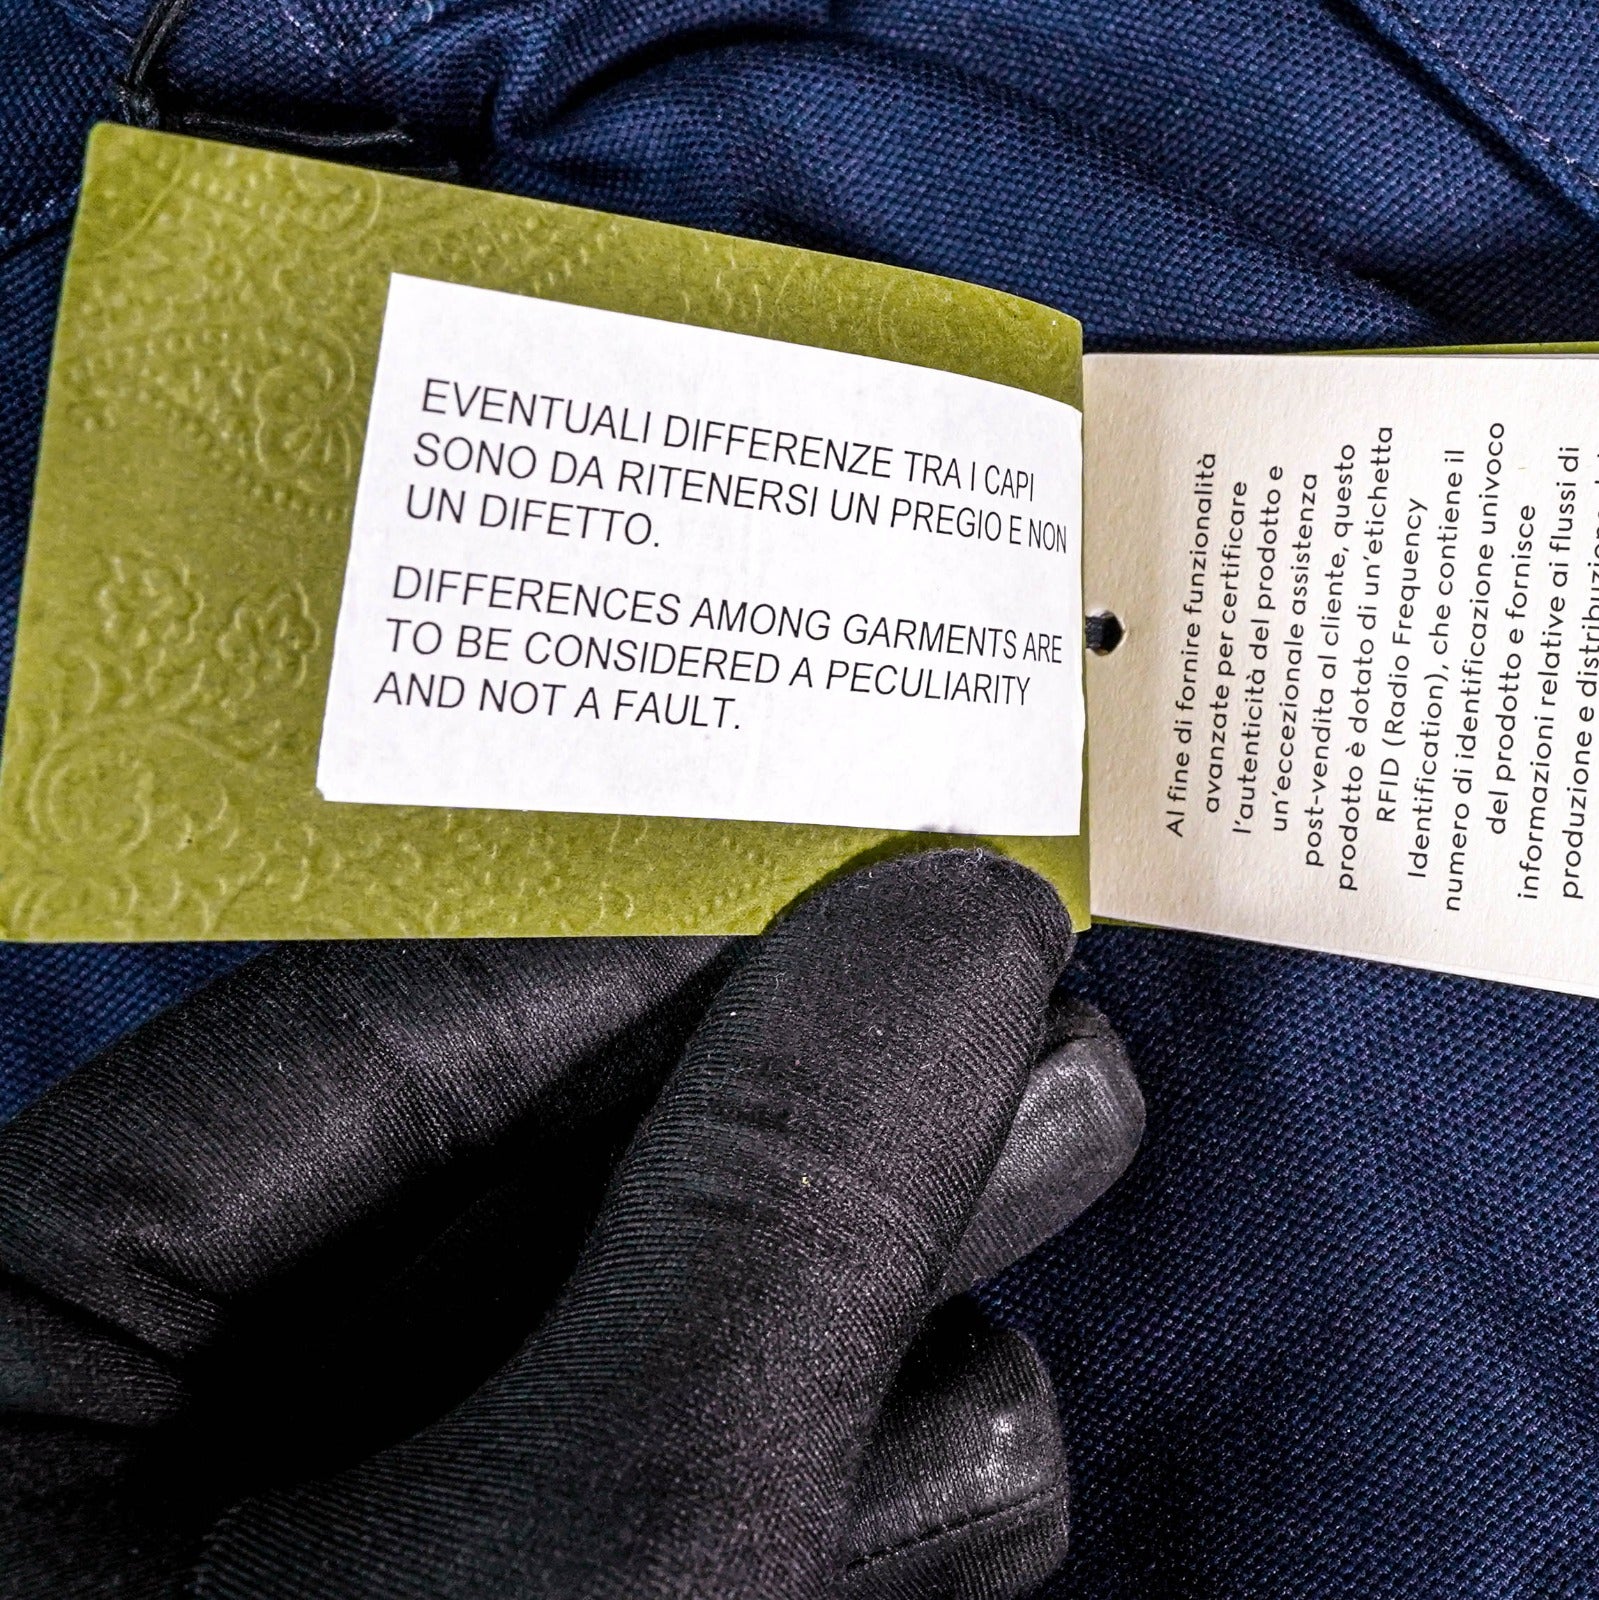 EVENTUALI DIFFERENZE TRA I CAPI
SONO DA RITENERSI UN PREGIO E NON
UN DIFETTO.
DIFFERENCES AMONG GARMENTS ARE
TO BE CONSIDERED A PECULIARITY
AND NOT A FAULT.
Al fine di fornire funzionalità
avanzate per certificare
l'autenticità del prodotto e
un'eccezionale assistenza
post-vendita al cliente, questo
prodotto è dotato di un'etichetta
RFID (Radio Frequency
Identification), che contiene il
numero di identificazione univoco
del prodotto e fornisce
informazioni relative ai flussi di
produzione e distribuzione